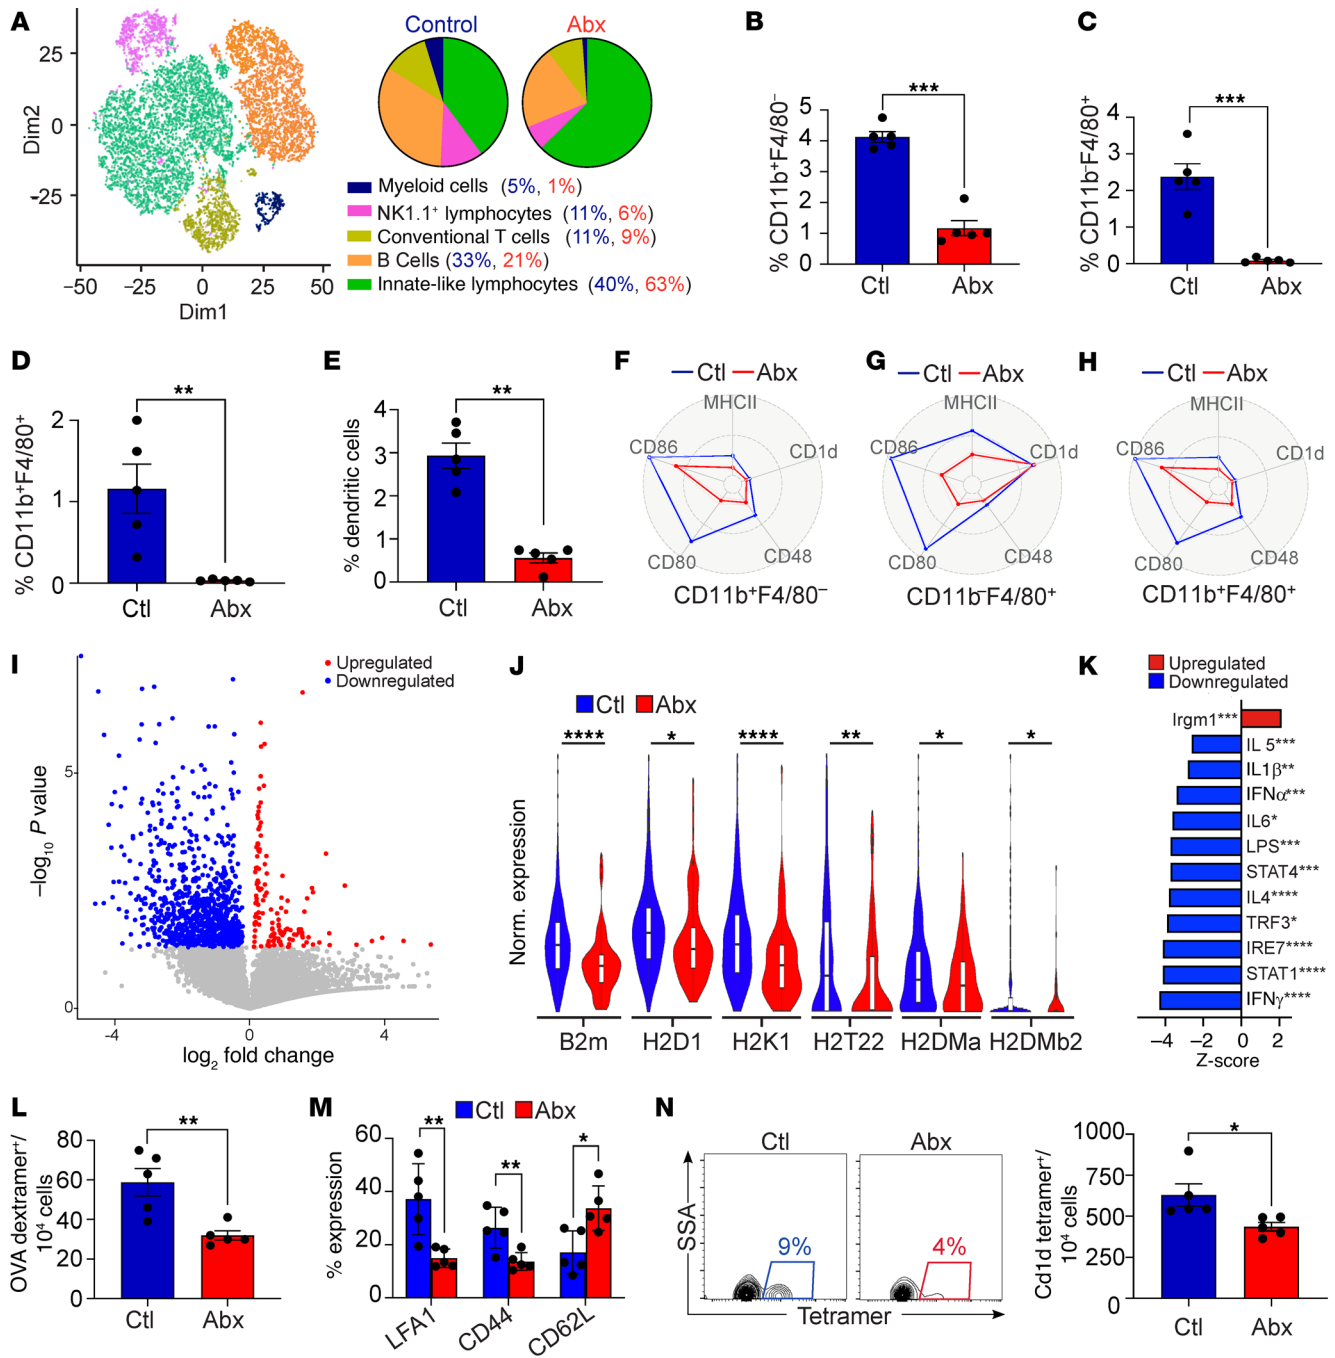 A
Control
Abx
Dim2
25
0
−25
−50
−25
0
25
50
Dim1
Myeloid cells (5%, 1%)
NK1.1+ lymphocytes (11%, 6%)
Conventional T cells (11%, 9%)
B Cells (33%, 21%)
Innate-like lymphocytes (40%, 63%)
B
% CD11b+F4/80−
5
4
3
2
1
0
***
Ctl
Abx
C
% CD11b−F4/80+
4
3
2
1
0
***
Ctl
Abx
D
% CD11b+F4/80+
2
1
0
**
Ctl
Abx
E
% dendritic cells
4
3
2
1
0
**
Ctl
Abx
F
Ctl
Abx
MHCII
CD86
CD1d
CD80
CD48
CD11b+F4/80−
G
Ctl
Abx
MHCII
CD86
CD1d
CD80
CD48
CD11b−F4/80+
H
Ctl
Abx
MHCII
CD86
CD1d
CD80
CD48
CD11b+F4/80+
I
Upregulated
Downregulated
−log10 P value
5
0
−4
0
4
log2 fold change
J
Ctl
Abx
Norm. expression
****
*
****
**
*
*
B2m
H2D1
H2K1
H2T22
H2DMa
H2DMb2
K
Upregulated
Downregulated
Irgm1***
IL 5***
IL1β**
IFNα***
IL6*
LPS***
STAT4***
IL4****
TRF3*
IRE7****
STAT1****
IFNγ****
−4
−2
0
2
Z-score
L
OVA dextramer+/
10⁴ cells
80
60
40
20
0
**
Ctl
Abx
M
Ctl
Abx
% expression
60
40
20
0
**
**
*
LFA1
CD44
CD62L
N
Ctl
Abx
SSA
9%
4%
Tetramer
Cd1d tetramer+/
10⁴ cells
1000
750
500
250
0
*
Ctl
Abx